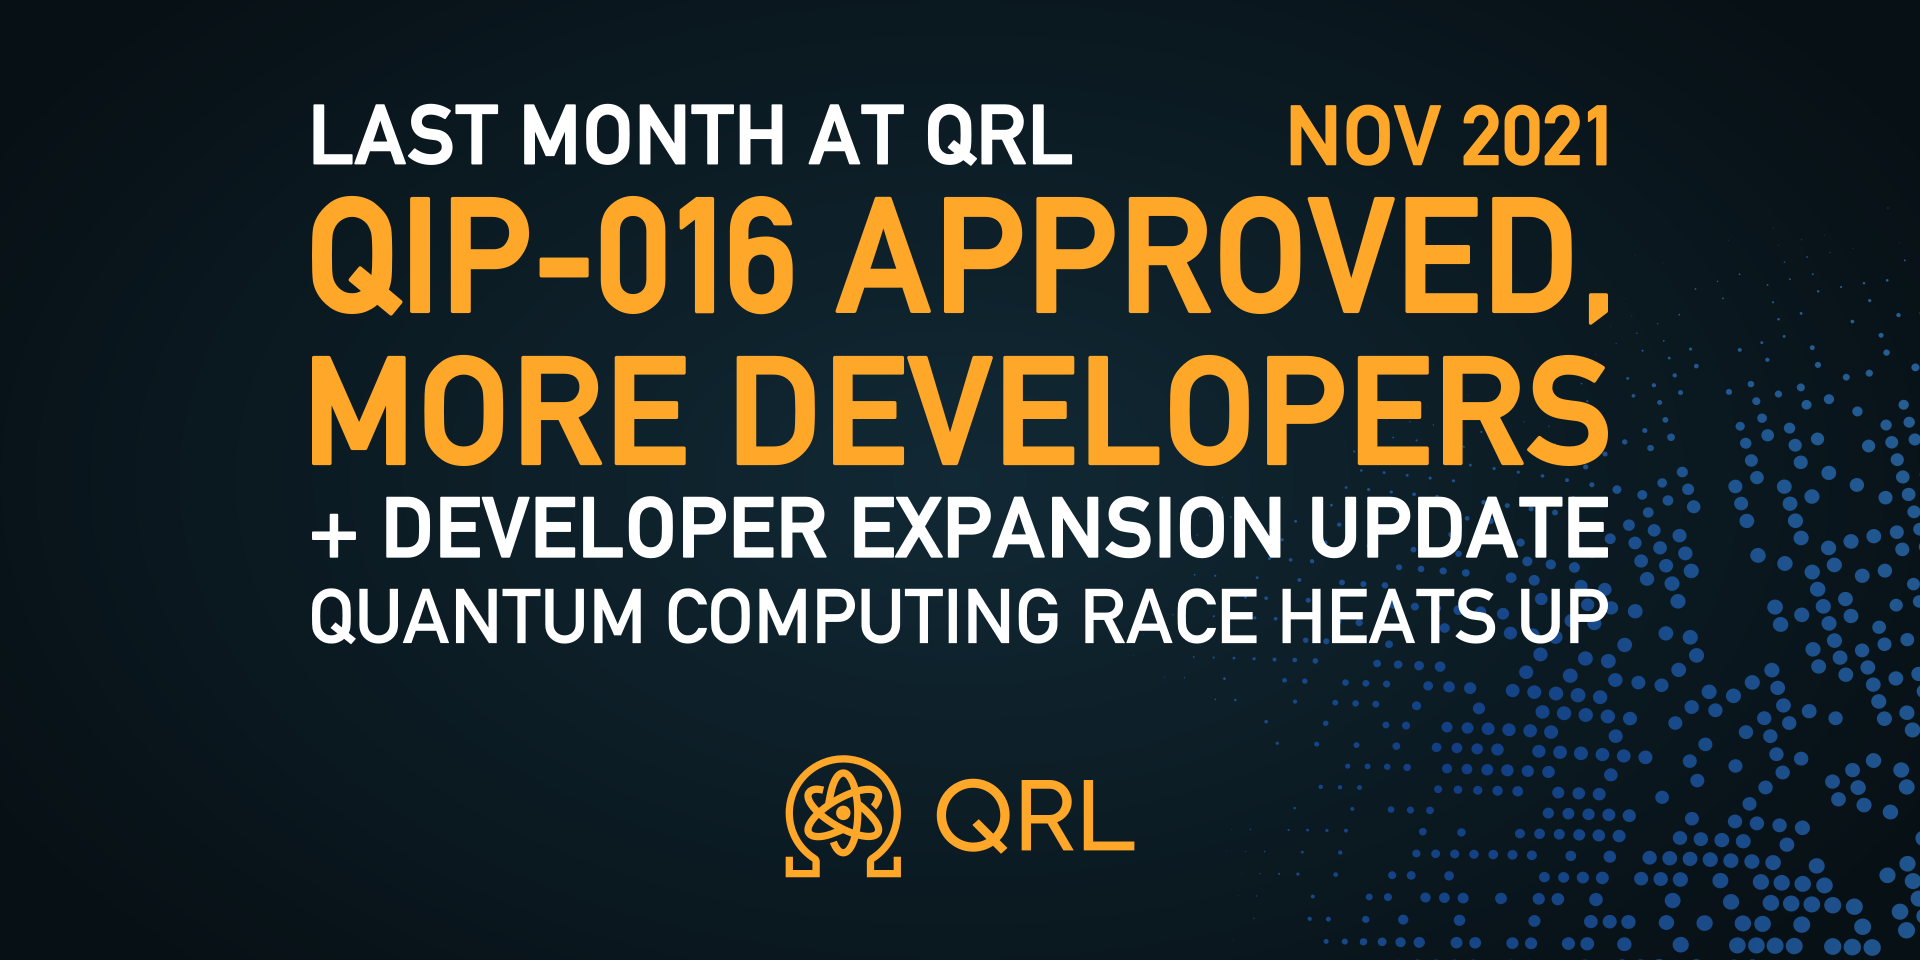 LAST MONTH AT QRL NOV 2021
QIP-016 APPROVED,
MORE DEVELOPERS
+ DEVELOPER EXPANSION UPDATE
QUANTUM COMPUTING RACE HEATS UP
QRL